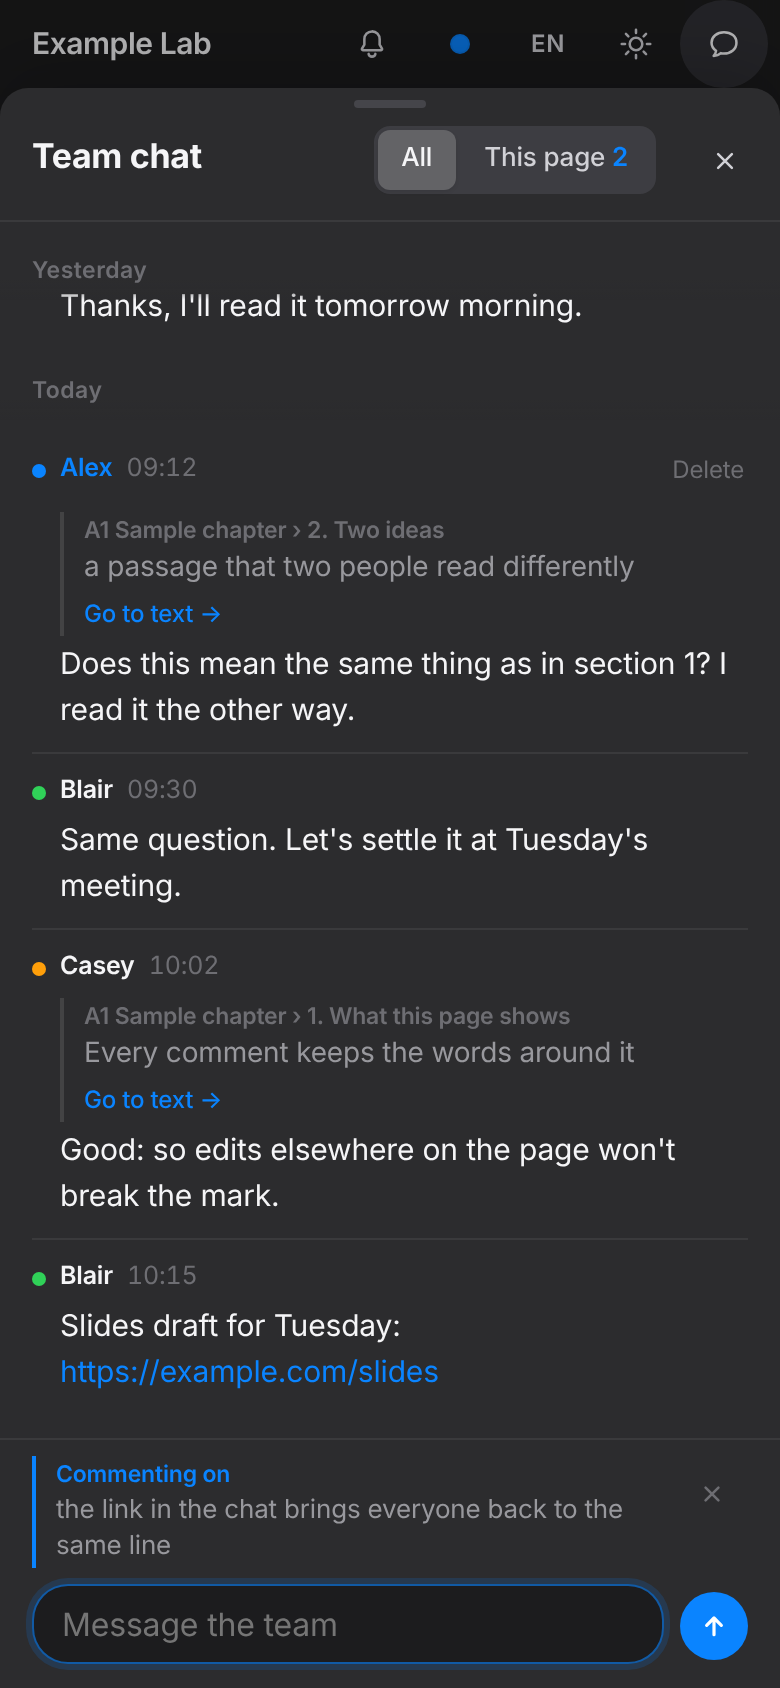 Example Lab
EN
Team chat
All
This page 2
Yesterday
Thanks, I'll read it tomorrow morning.
Today
Alex 09:12
Delete
A1 Sample chapter › 2. Two ideas
a passage that two people read differently
Go to text →
Does this mean the same thing as in section 1? I
read it the other way.
Blair 09:30
Same question. Let's settle it at Tuesday's
meeting.
Casey 10:02
A1 Sample chapter › 1. What this page shows
Every comment keeps the words around it
Go to text →
Good: so edits elsewhere on the page won't
break the mark.
Blair 10:15
Slides draft for Tuesday:
https://example.com/slides
Commenting on
the link in the chat brings everyone back to the
same line
Message the team